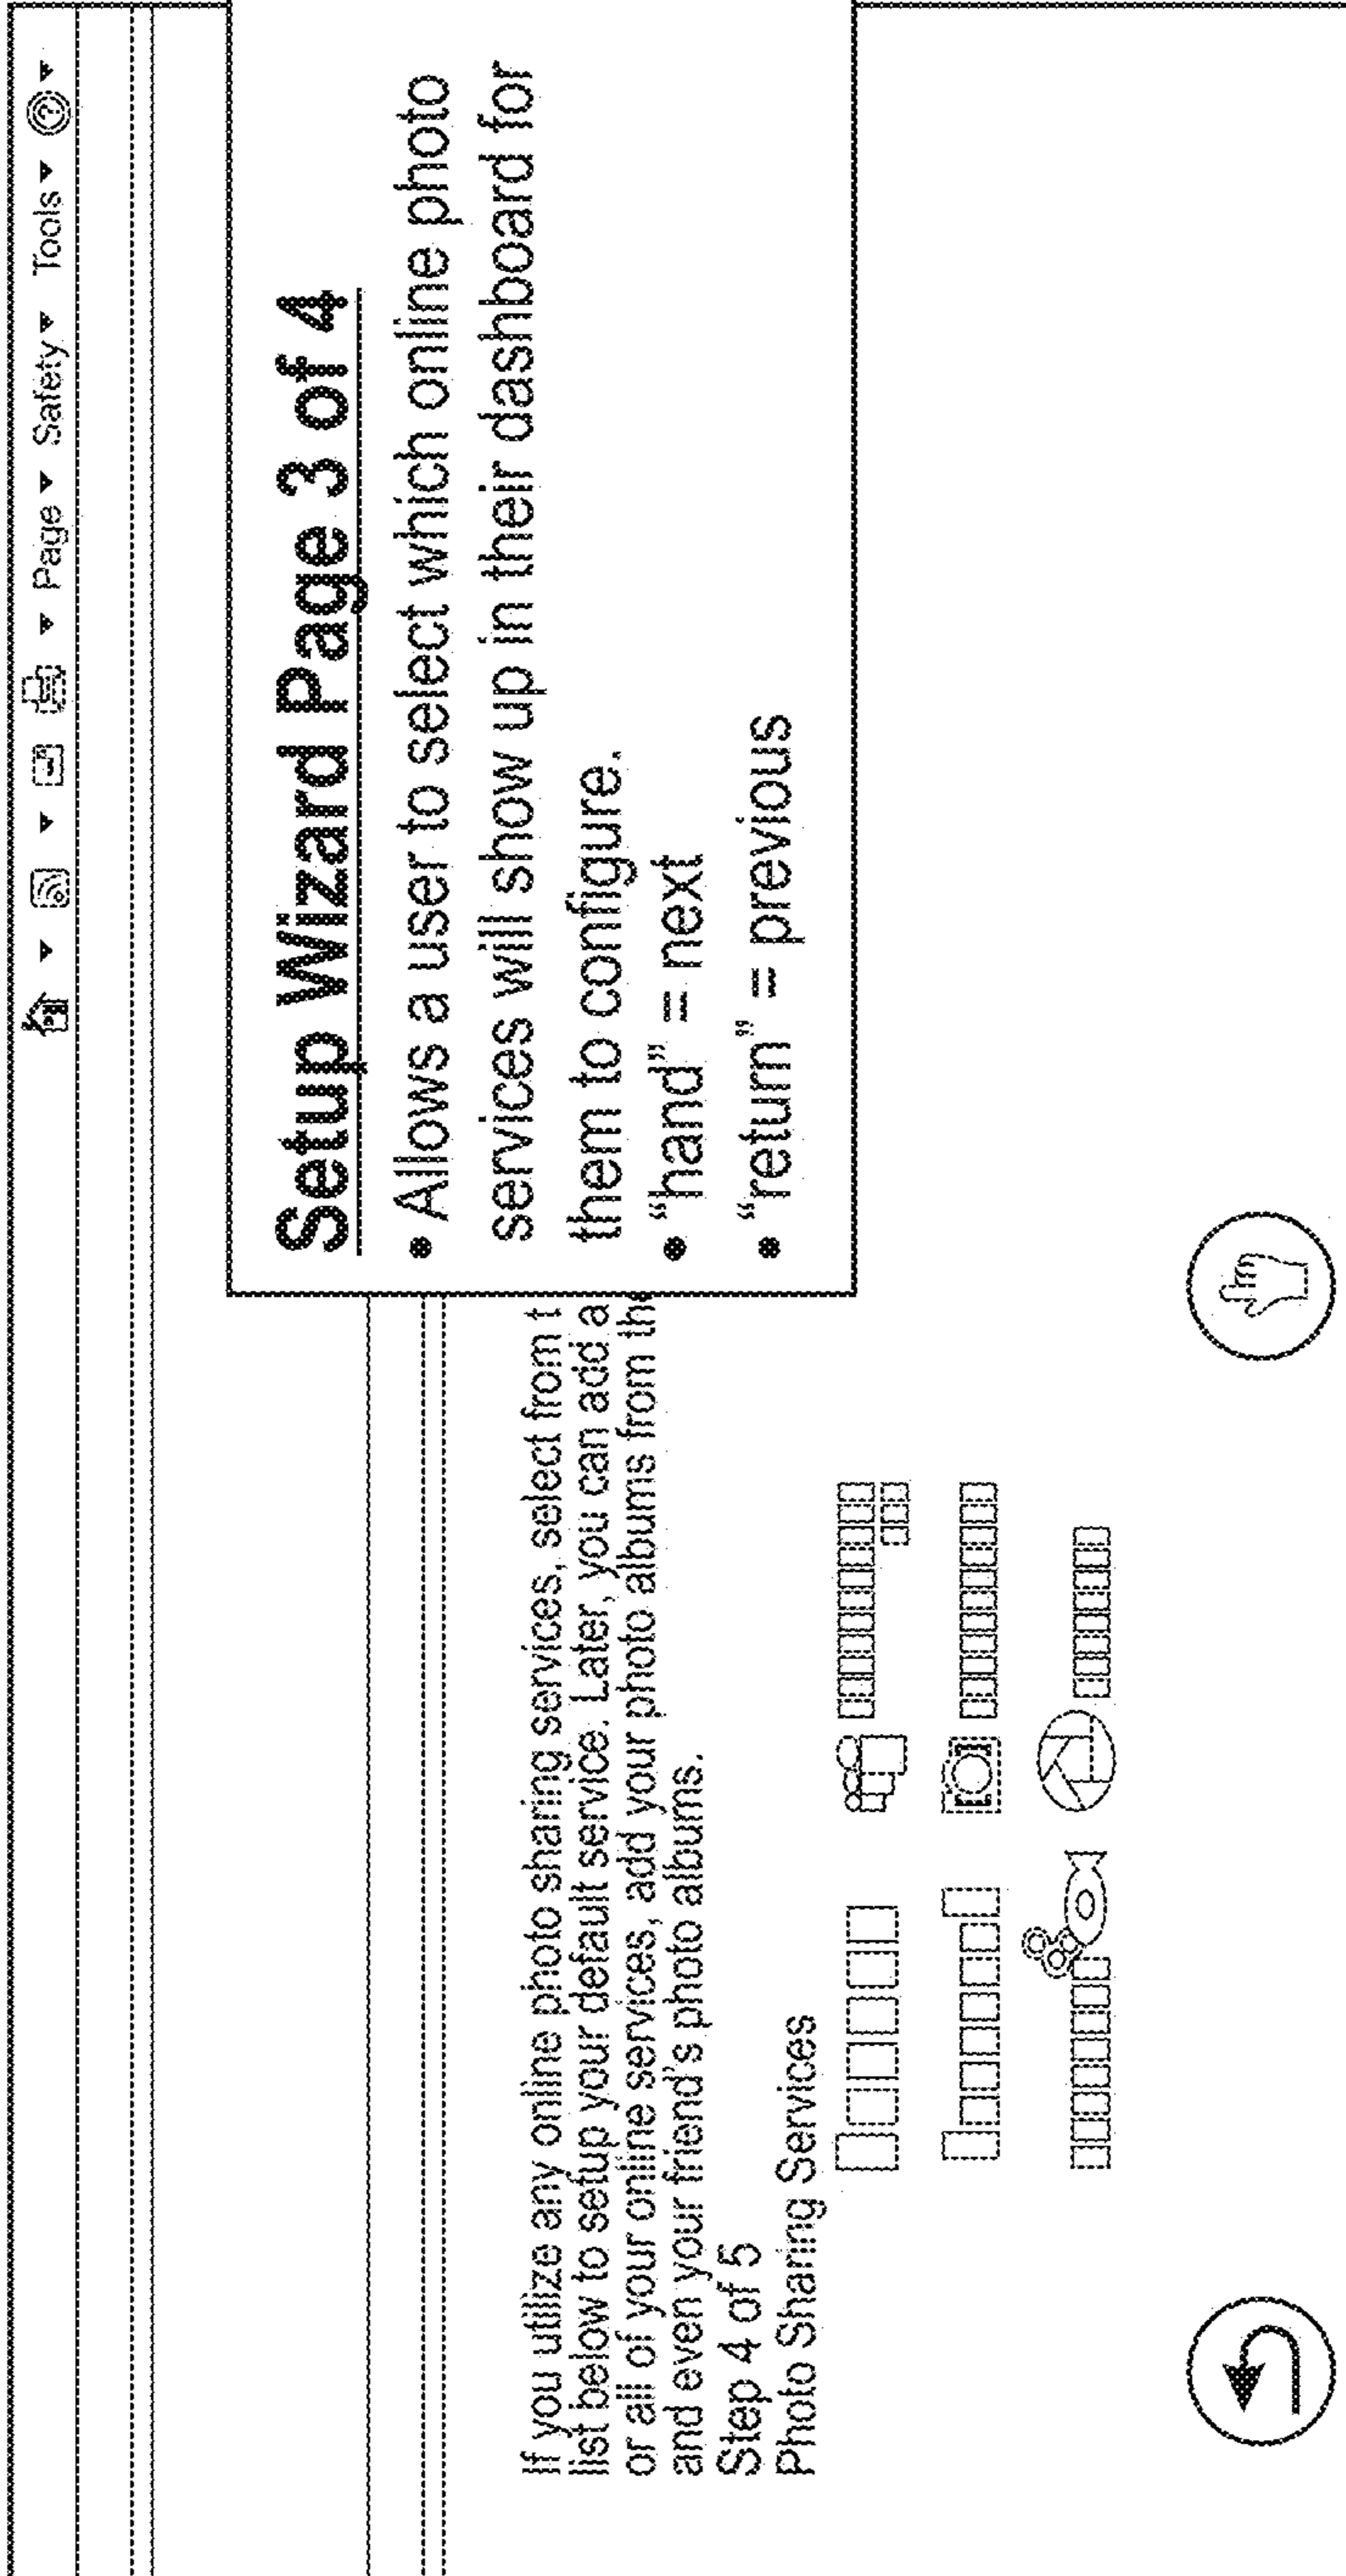 Page Safety Tools
Setup Wizard Page 3 of 4
• Allows a user to select which online photo
services will show up in their dashboard for
them to configure.
• “hand” = next
• “return” = previous
If you utilize any online photo sharing services, select from t
list below to setup your default service. Later, you can add a
or all of your online services, add your photo albums from th
and even your friend's photo albums.
Step 4 of 5
Photo Sharing Services